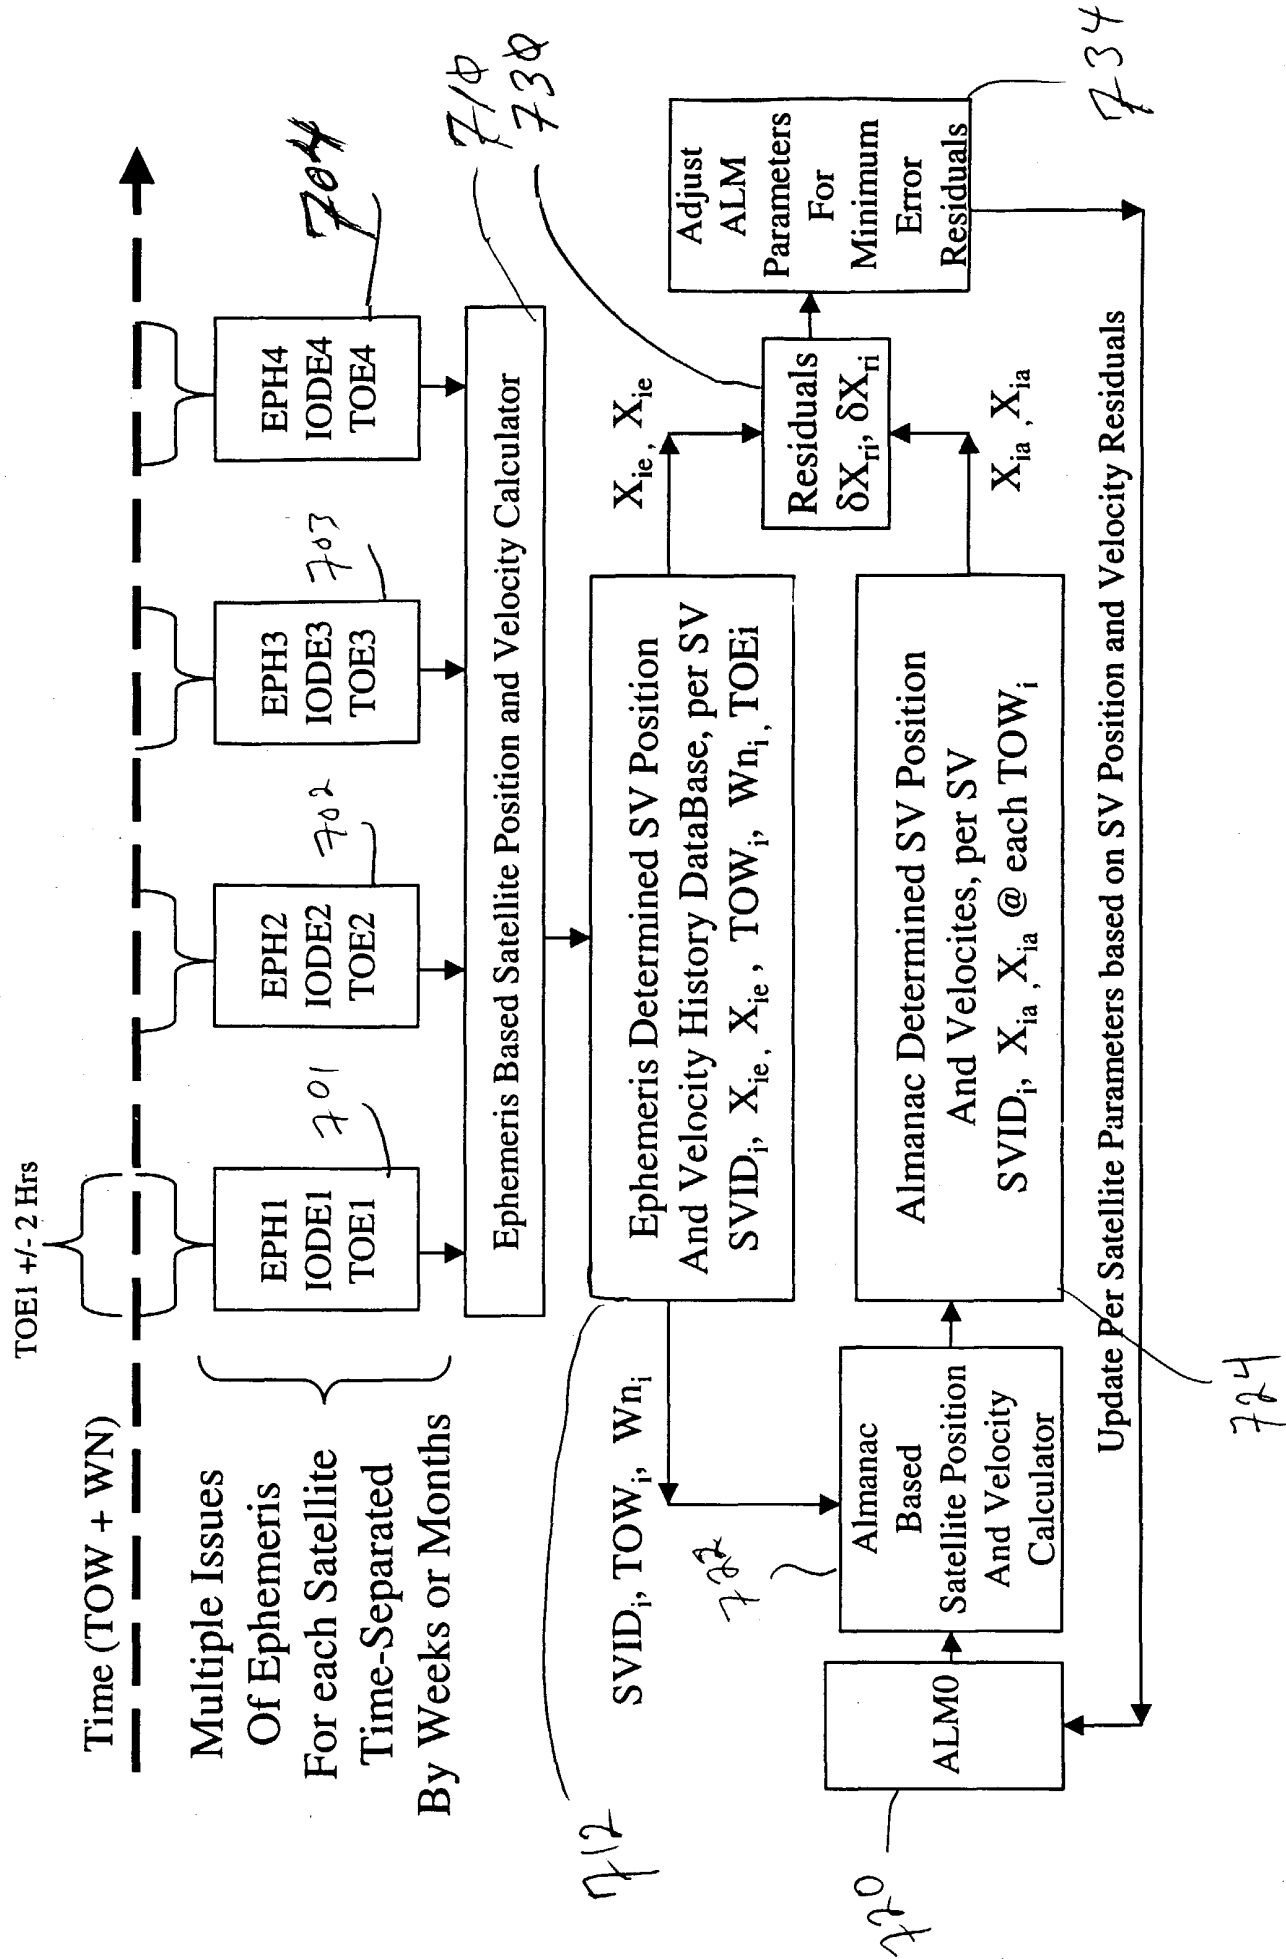 TOE1 +/- 2 Hrs
Time (TOW + WN)
Multiple Issues
Of Ephemeris
For each Satellite
Time-Separated
By Weeks or Months
EPH1
IODE1
TOE1
701
EPH2
IODE2
TOE2
702
EPH3
IODE3
TOE3
703
EPH4
IODE4
TOE4
704
Ephemeris Based Satellite Position and Velocity Calculator
710
730
Ephemeris Determined SV Position
And Velocity History DataBase, per SV
SVIDi, Xie, Xie, TOWi, Wni, TOEi
712
SVIDi, TOWi, Wni
Xie, Xie
Residuals
δXri, δXri
Adjust
ALM
Parameters
For
Minimum
Error
Residuals
734
ALM0
720
Almanac
Based
Satellite Position
And Velocity
Calculator
722
Almanac Determined SV Position
And Velocites, per SV
SVIDi, Xia ,Xia @ each TOWi
724
Xia ,Xia
Update Per Satellite Parameters based on SV Position and Velocity Residuals